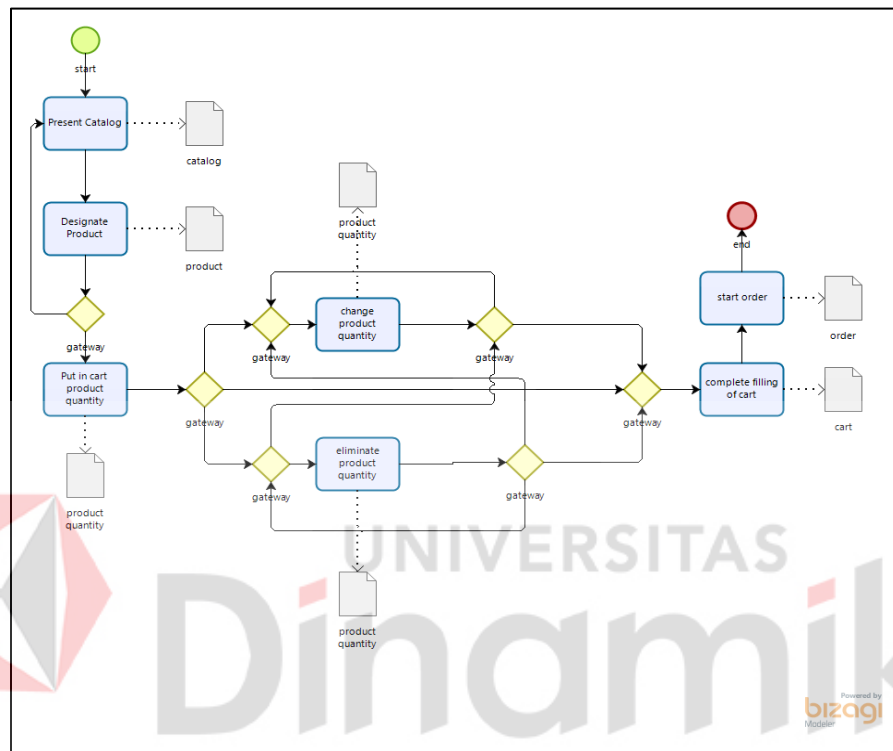 start
Present Catalog
catalog
Designate
Product
product
gateway
Put in cart
product
quantity
product
quantity
gateway
product
quantity
gateway
change
product
quantity
gateway
gateway
eliminate
product
quantity
gateway
product
quantity
gateway
end
start order
order
complete filling
of cart
cart
UNIVERSITAS
Dinamik
Powered by
bizagi
Modeler